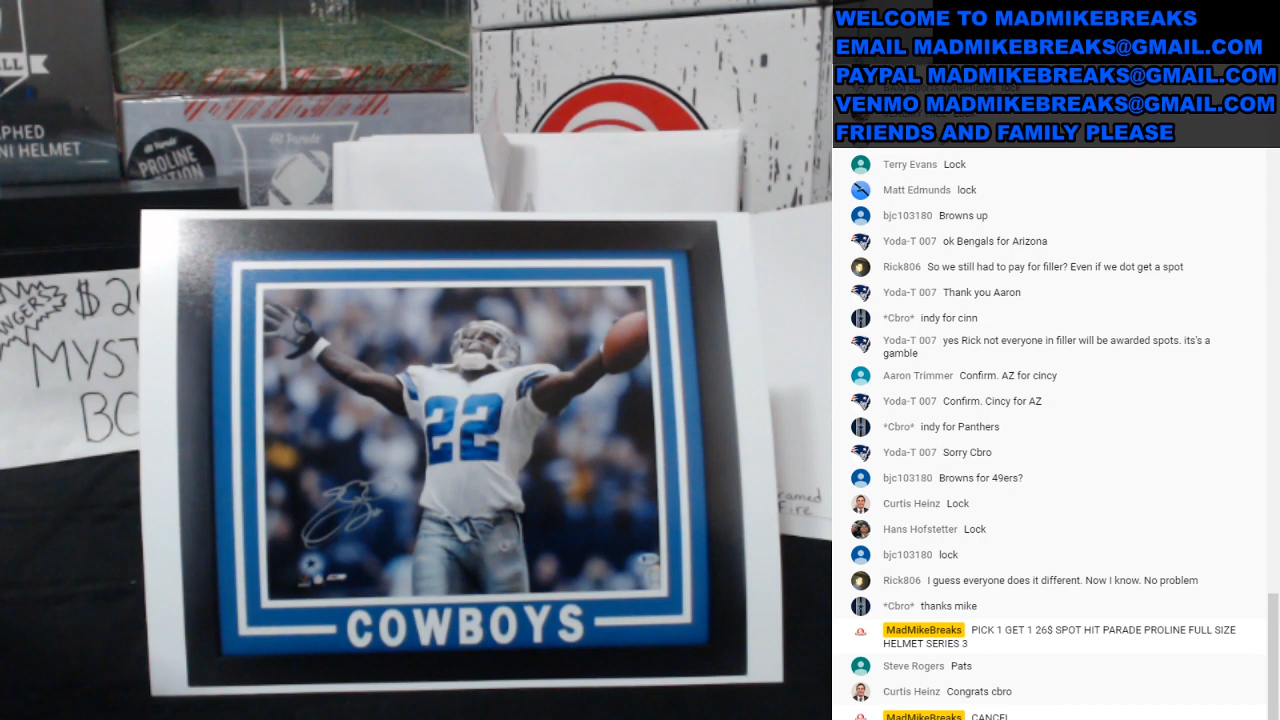 WELCOME TO MADMIKEBREAKS
EMAIL MADMIKEBREAKS@GMAIL.COM
PAYPAL MADMIKEBREAKS@GMAIL.COM
VENMO MADMIKEBREAKS@GMAIL.COM
FRIENDS AND FAMILY PLEASE
Terry Evans Lock
Matt Edmunds lock
bjc103180 Browns up
Yoda-T 007 ok Bengals for Arizona
Rick806 So we still had to pay for filler? Even if we dot get a spot
Yoda-T 007 Thank you Aaron
*Cbro* indy for cinn
Yoda-T 007 yes Rick not everyone in filler will be awarded spots. its's a
gamble
Aaron Trimmer Confirm. AZ for cincy
Yoda-T 007 Confirm. Cincy for AZ
*Cbro* indy for Panthers
Yoda-T 007 Sorry Cbro
bjc103180 Browns for 49ers?
Curtis Heinz Lock
Hans Hofstetter Lock
bjc103180 lock
Rick806 I guess everyone does it different. Now I know. No problem
*Cbro* thanks mike
MadMikeBreaks PICK 1 GET 1 26$ SPOT HIT PARADE PROLINE FULL SIZE
HELMET SERIES 3
Steve Rogers Pats
Curtis Heinz Congrats cbro
MadMikeBreaks CANCEL
PROLINE
22
COWBOYS